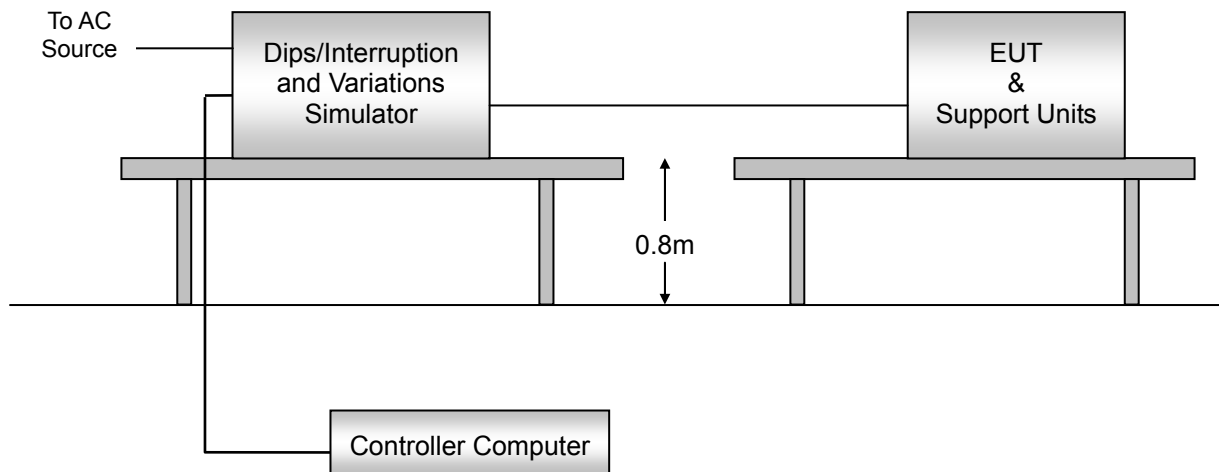 To AC
Source
Dips/Interruption
and Variations
Simulator
EUT
&
Support Units
0.8m
Controller Computer